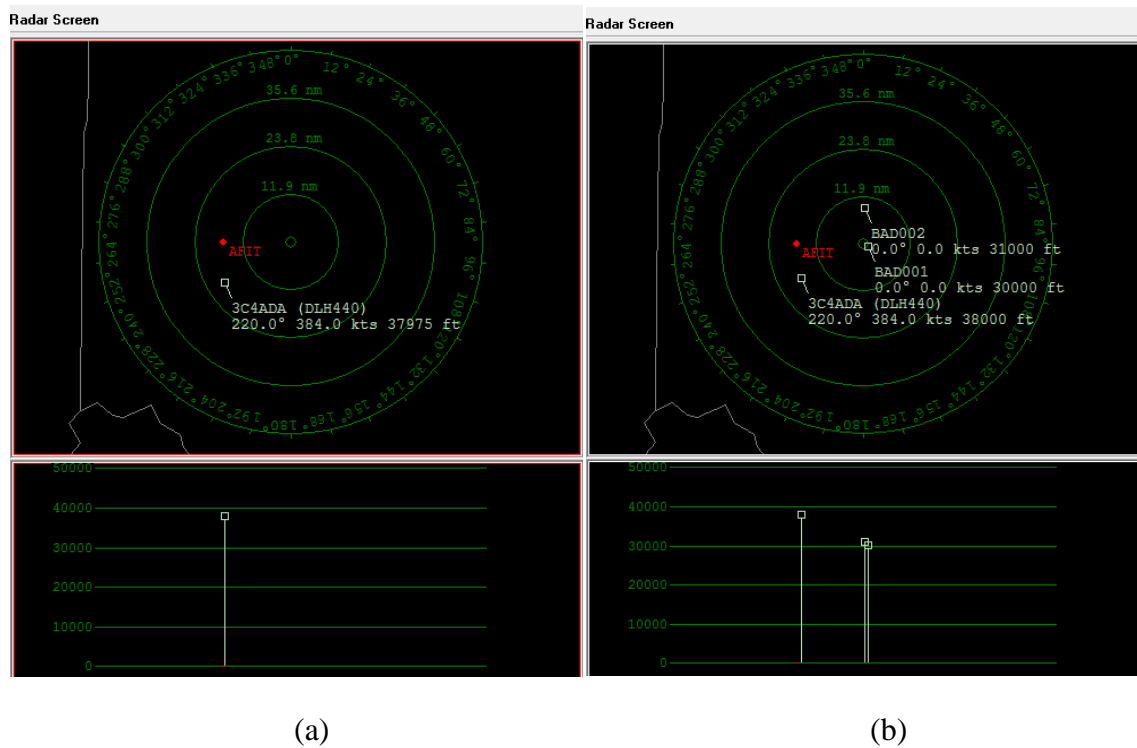 Radar Screen
348° 0° 12° 24° 36° 48° 60° 72° 84° 96° 108° 120° 132° 144° 156° 168° 180° 192° 204° 216° 228° 240° 252° 264° 276° 288° 300° 312° 324° 336°
35.6 nm
23.8 nm
11.9 nm
AFIT
3C4ADA (DLH440)
220.0° 384.0 kts 37975 ft
50000
40000
30000
20000
10000
0
(a)
Radar Screen
348° 0° 12° 24° 36° 48° 60° 72° 84° 96° 108° 120° 132° 144° 156° 168° 180° 192° 204° 216° 228° 240° 252° 264° 276° 288° 300° 312° 324° 336°
35.6 nm
23.8 nm
11.9 nm
BAD002
0.0° 0.0 kts 31000 ft
AFIT
BAD001
0.0° 0.0 kts 30000 ft
3C4ADA (DLH440)
220.0° 384.0 kts 38000 ft
50000
40000
30000
20000
10000
0
(b)